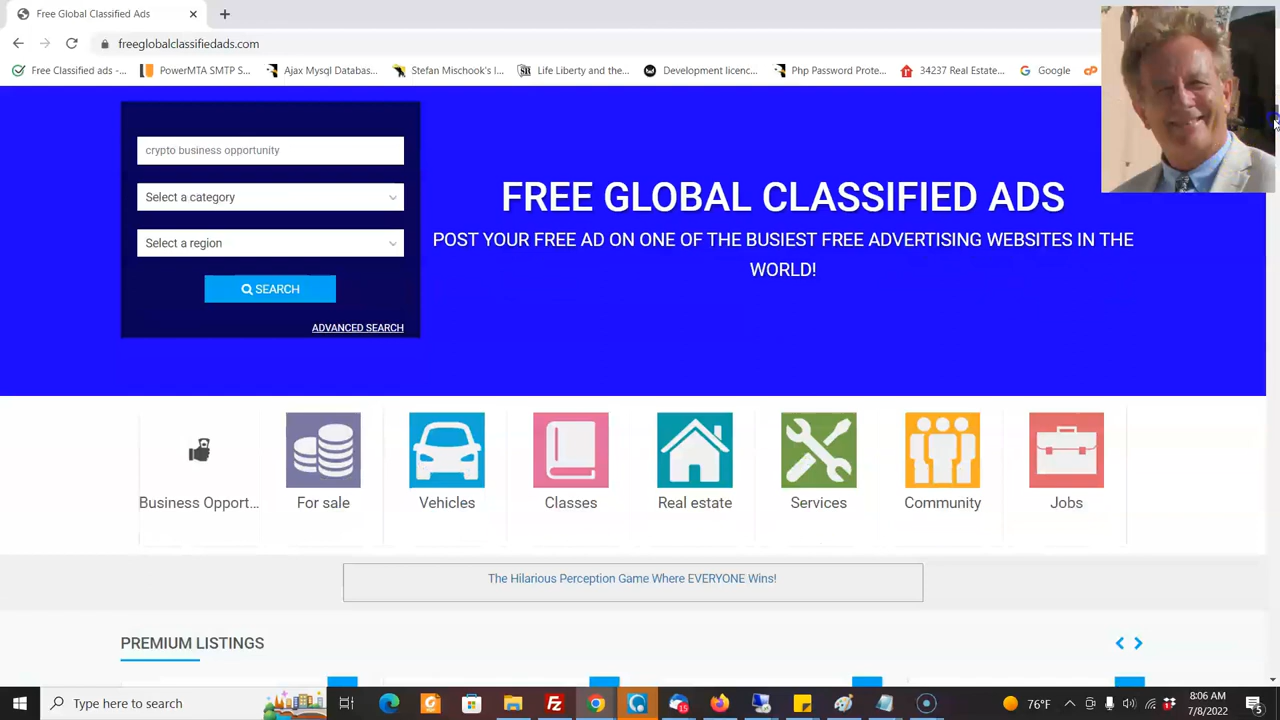 Free Global Classified Ads
freeglobalclassifiedads.com
Free Classified ads -...
PowerMTA SMTP S...
Ajax Mysql Databas...
Stefan Mischook's I...
Life Liberty and the...
Development licenc...
Php Password Prote...
34237 Real Estate...
Google
crypto business opportunity
Select a category
Select a region
SEARCH
ADVANCED SEARCH
FREE GLOBAL CLASSIFIED ADS
POST YOUR FREE AD ON ONE OF THE BUSIEST FREE ADVERTISING WEBSITES IN THE
WORLD!
Business Opport...
For sale
Vehicles
Classes
Real estate
Services
Community
Jobs
The Hilarious Perception Game Where EVERYONE Wins!
PREMIUM LISTINGS
Type here to search
15
76°F
8:06 AM
7/8/2022
5